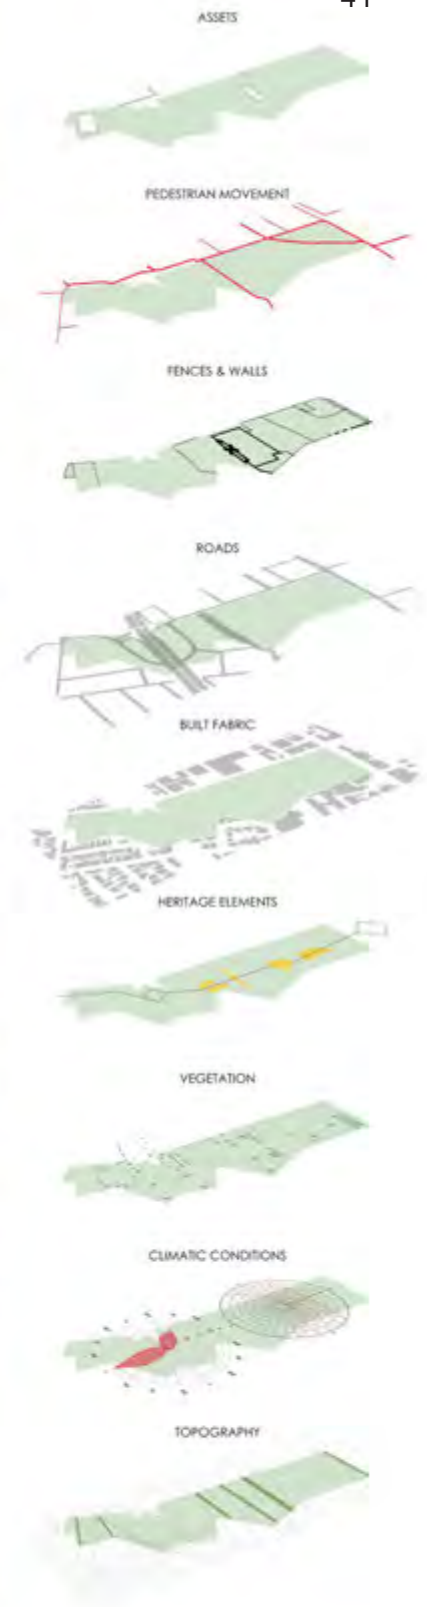 41
ASSETS
PEDESTRIAN MOVEMENT
FENCES & WALLS
ROADS
BUILT FABRIC
HERITAGE ELEMENTS
VEGETATION
CLIMATIC CONDITIONS
TOPOGRAPHY